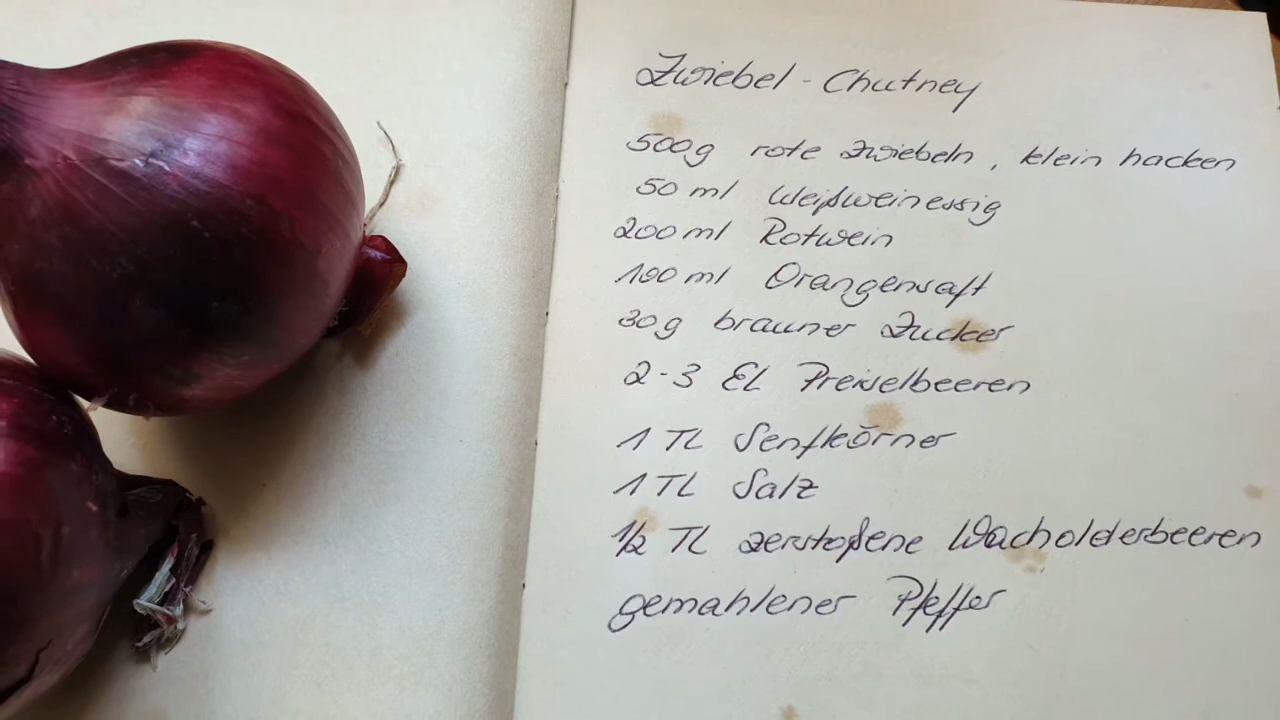 Zwiebel - Chutney
500g rote Zwiebeln, klein hacken
50 ml Weißweinessig
200 ml Rotwein
100 ml Orangensaft
30g brauner Zucker
2-3 EL Preiselbeeren
1 TL Senfkörner
1 TL Salz
1/2 TL zerstoßene Wacholderbeeren
gemahlener Pfeffer